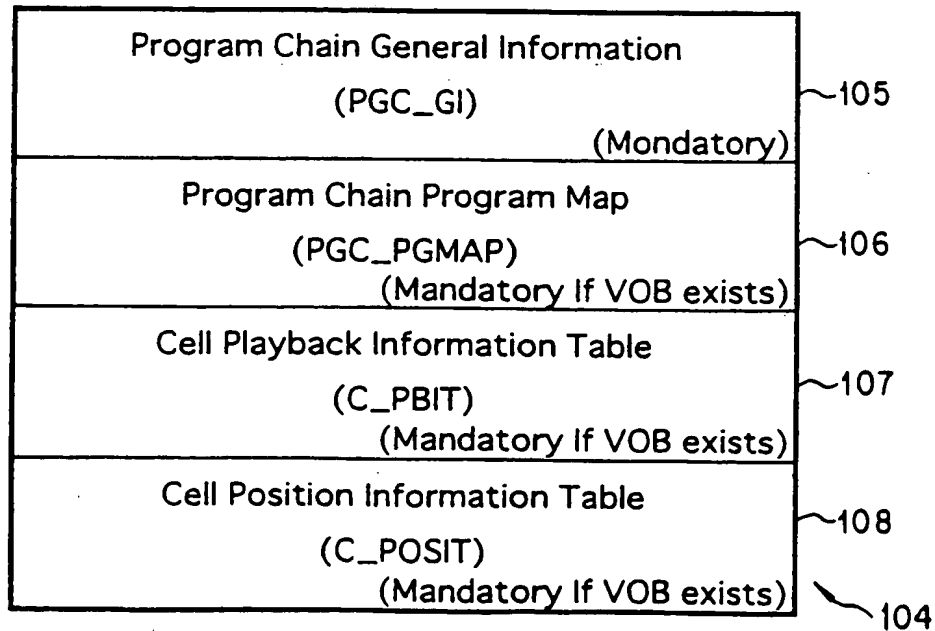 Program Chain General Information
(PGC_GI)
(Mondatory)
105
Program Chain Program Map
(PGC_PGMAP)
(Mandatory If VOB exists)
106
Cell Playback Information Table
(C_PBIT)
(Mandatory If VOB exists)
107
Cell Position Information Table
(C_POSIT)
(Mandatory If VOB exists)
108
104